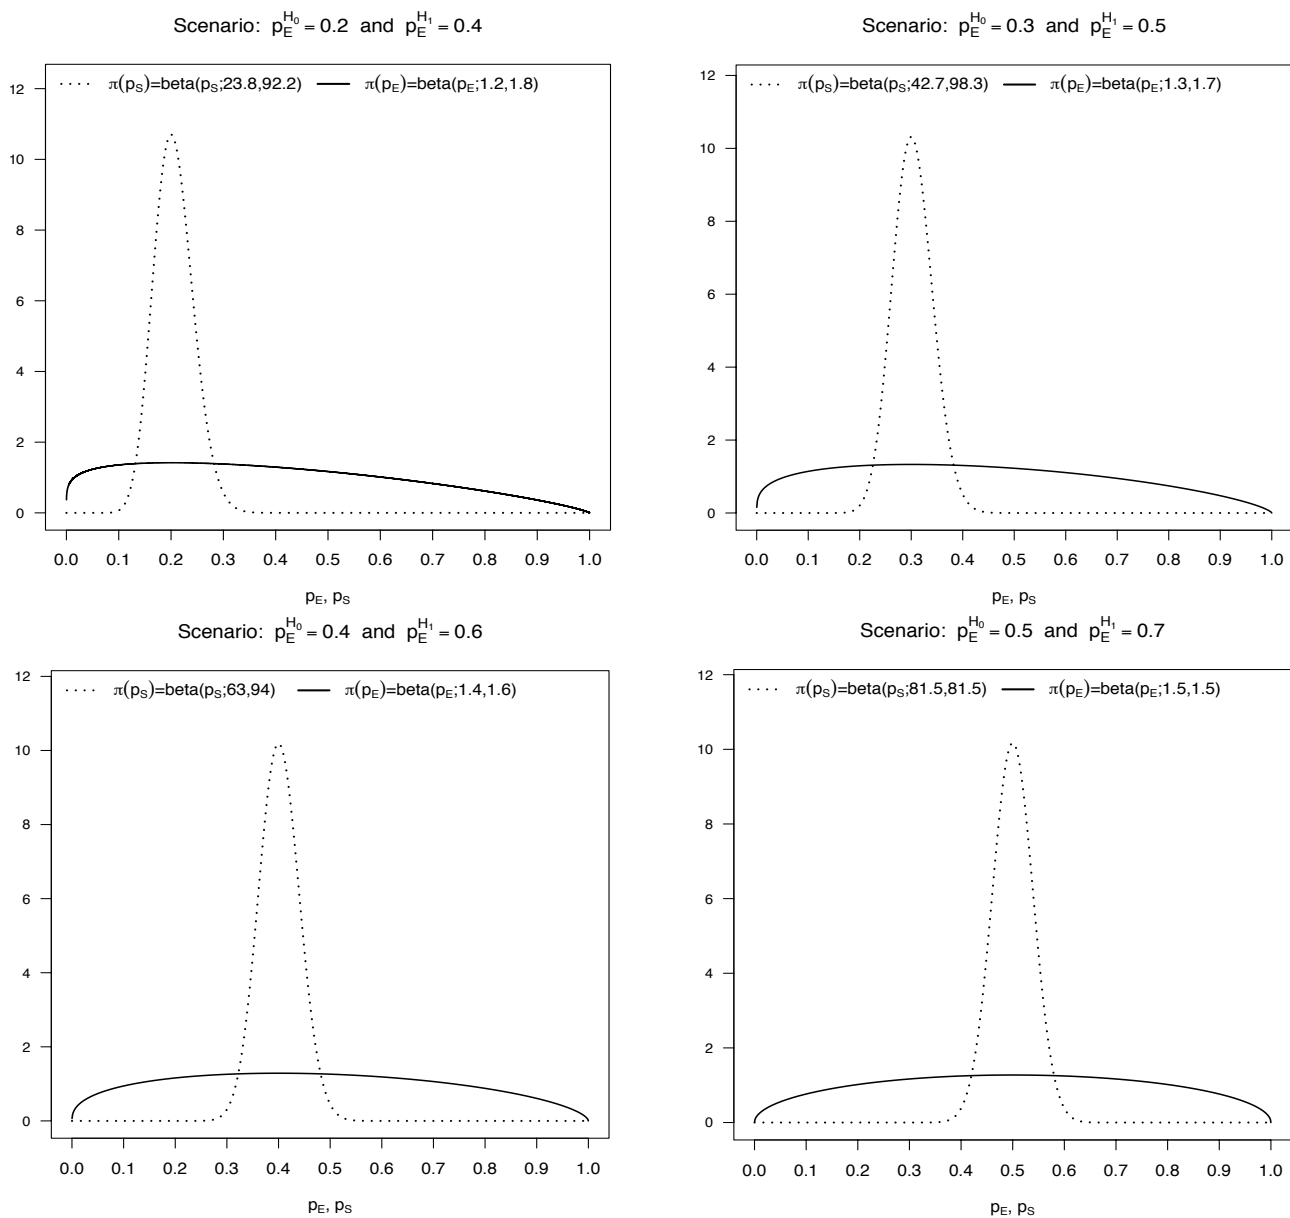 Scenario: p_E^{H_0} = 0.2 and p_E^{H_1} = 0.4
π(p_S)=beta(p_S;23.8,92.2) π(p_E)=beta(p_E;1.2,1.8)
12
10
8
6
4
2
0
0.0 0.1 0.2 0.3 0.4 0.5 0.6 0.7 0.8 0.9 1.0
p_E, p_S
Scenario: p_E^{H_0} = 0.3 and p_E^{H_1} = 0.5
π(p_S)=beta(p_S;42.7,98.3) π(p_E)=beta(p_E;1.3,1.7)
12
10
8
6
4
2
0
0.0 0.1 0.2 0.3 0.4 0.5 0.6 0.7 0.8 0.9 1.0
p_E, p_S
Scenario: p_E^{H_0} = 0.4 and p_E^{H_1} = 0.6
π(p_S)=beta(p_S;63,94) π(p_E)=beta(p_E;1.4,1.6)
12
10
8
6
4
2
0
0.0 0.1 0.2 0.3 0.4 0.5 0.6 0.7 0.8 0.9 1.0
p_E, p_S
Scenario: p_E^{H_0} = 0.5 and p_E^{H_1} = 0.7
π(p_S)=beta(p_S;81.5,81.5) π(p_E)=beta(p_E;1.5,1.5)
12
10
8
6
4
2
0
0.0 0.1 0.2 0.3 0.4 0.5 0.6 0.7 0.8 0.9 1.0
p_E, p_S